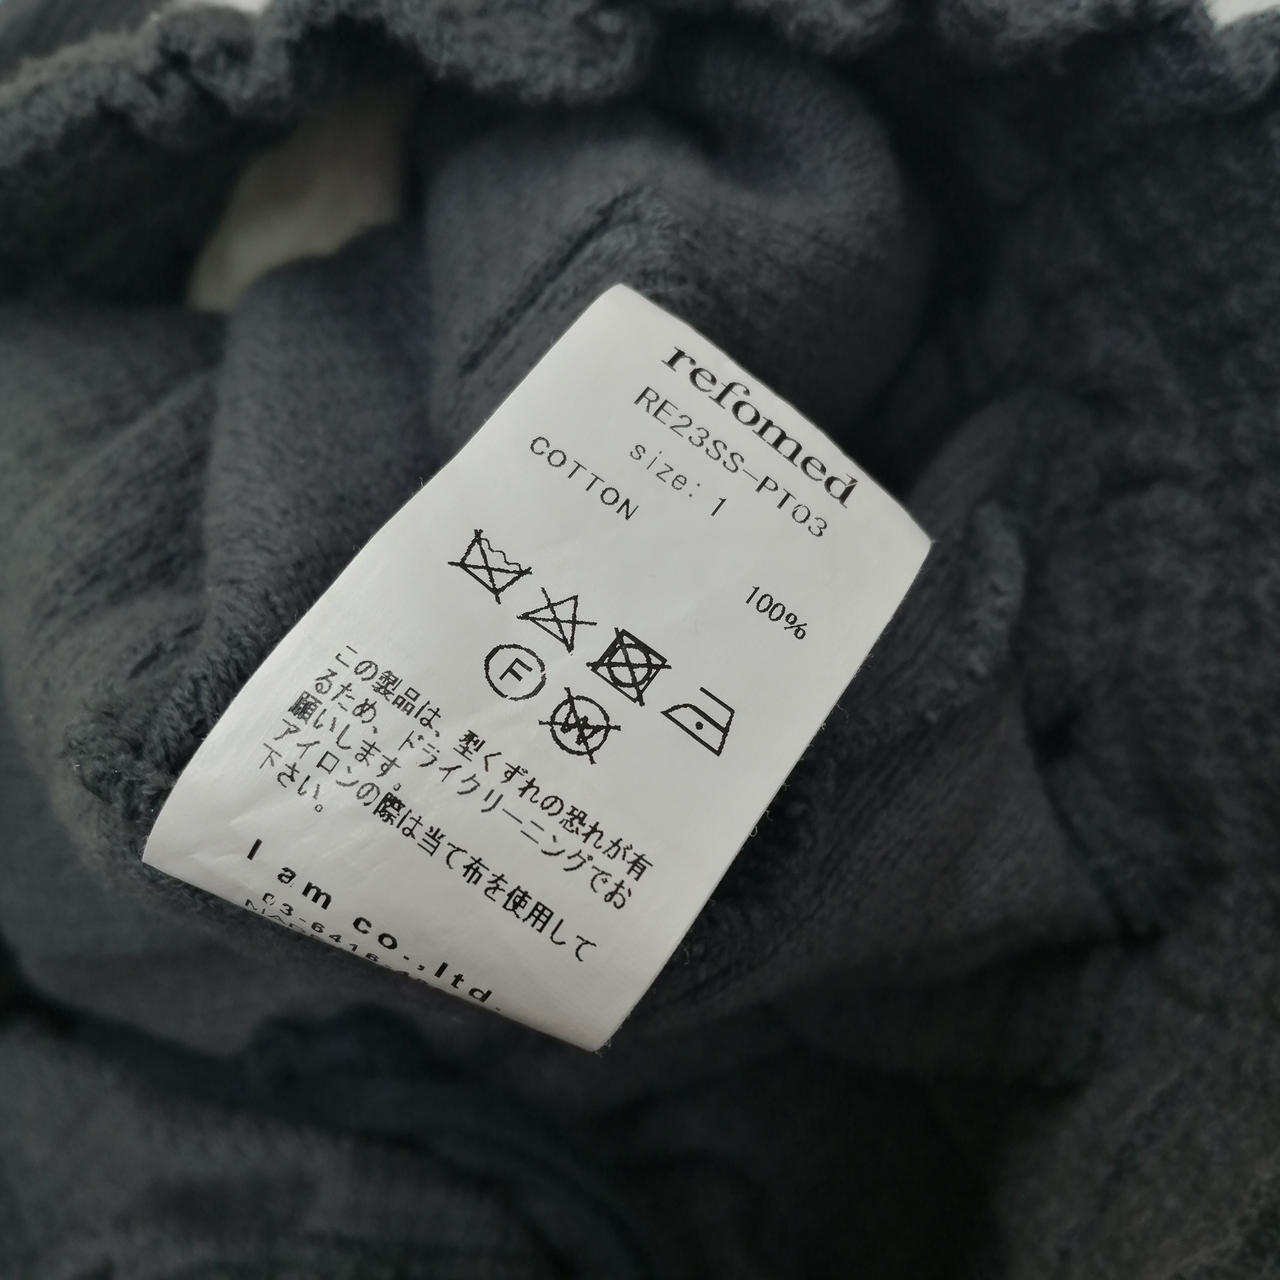 refomed
RE23SS-PT03
size: 1
COTTON 100%
F
W
この製品は、型くずれの恐れが有
るため、ドライクリーニングでお
願いします。
アイロンの際は当て布を使用して
下さい。
I am co.,ltd.
03-6416-